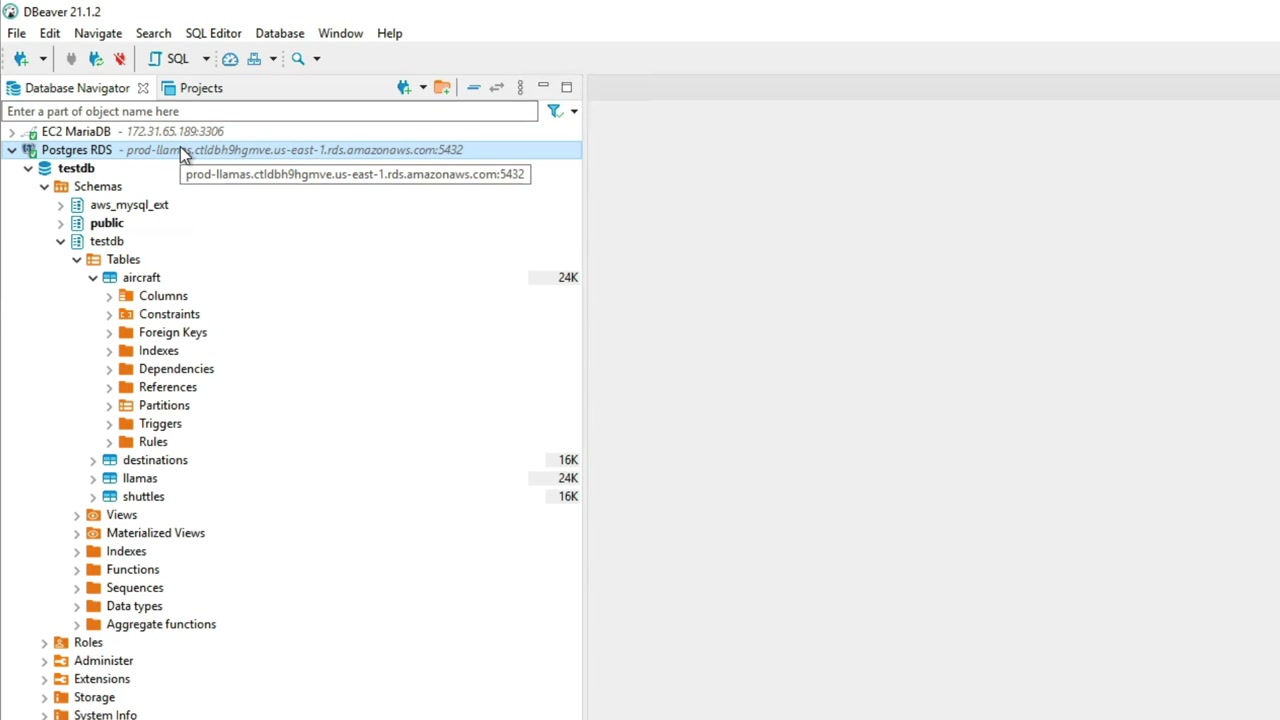 DBeaver 21.1.2
File Edit Navigate Search SQL Editor Database Window Help
SQL
Database Navigator Projects
Enter a part of object name here
EC2 MariaDB - 172.31.65.189:3306
Postgres RDS - prod-llamas.ctldbh9hgmve.us-east-1.rds.amazonaws.com:5432
testdb
prod-llamas.ctldbh9hgmve.us-east-1.rds.amazonaws.com:5432
Schemas
aws_mysql_ext
public
testdb
Tables
aircraft 24K
Columns
Constraints
Foreign Keys
Indexes
Dependencies
References
Partitions
Triggers
Rules
destinations 16K
llamas 24K
shuttles 16K
Views
Materialized Views
Indexes
Functions
Sequences
Data types
Aggregate functions
Roles
Administer
Extensions
Storage
System Info